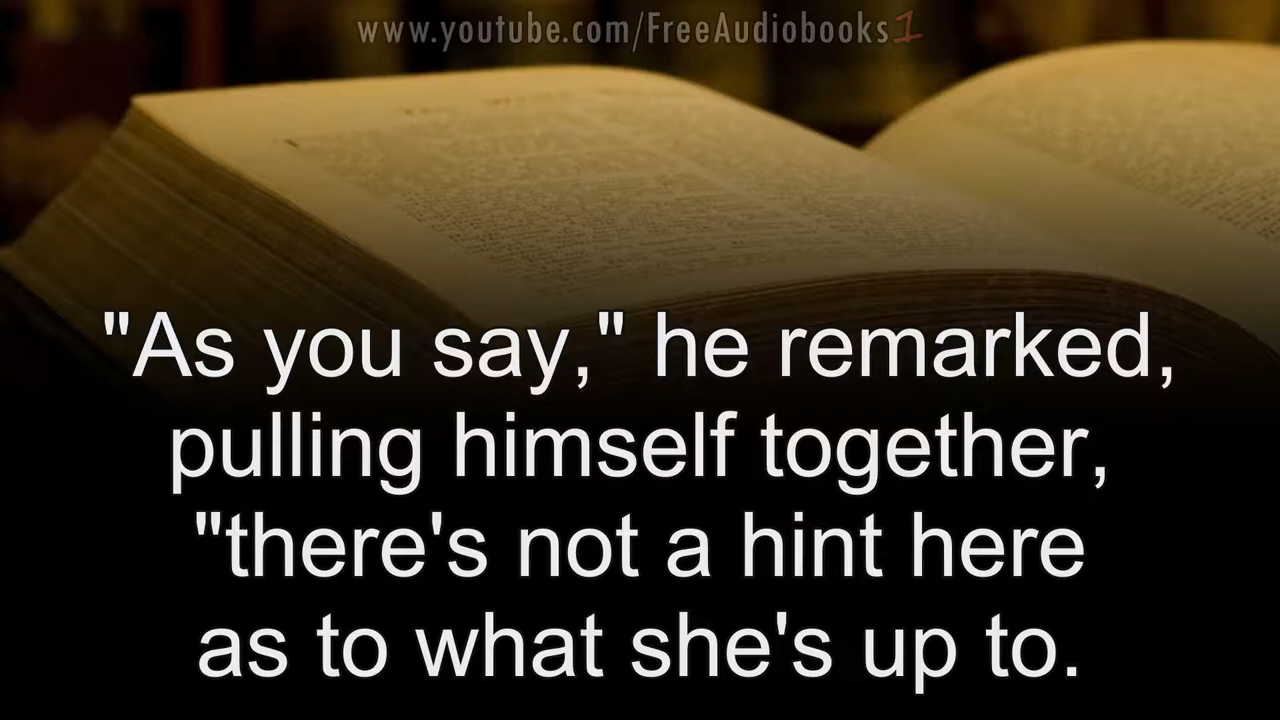 www.youtube.com/FreeAudiobooks1
"As you say," he remarked,
pulling himself together,
"there's not a hint here
as to what she's up to.